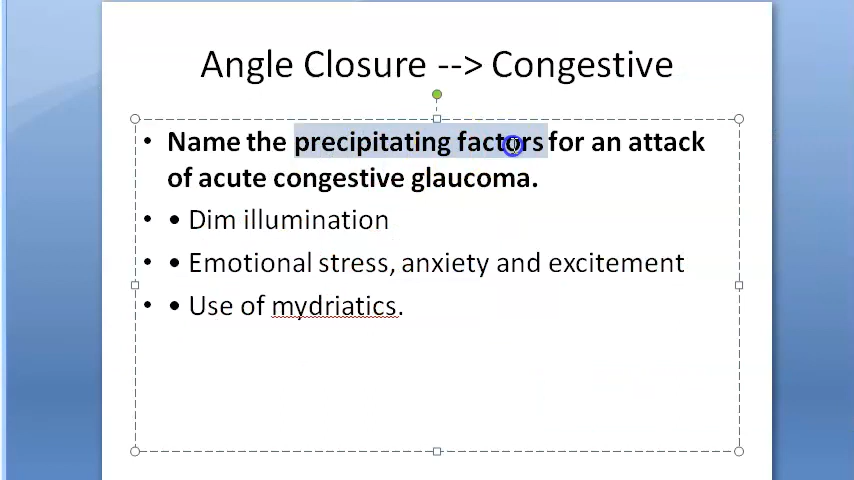 Angle Closure --> Congestive
• Name the precipitating factors for an attack
of acute congestive glaucoma.
• • Dim illumination
• • Emotional stress, anxiety and excitement
• • Use of mydriatics.